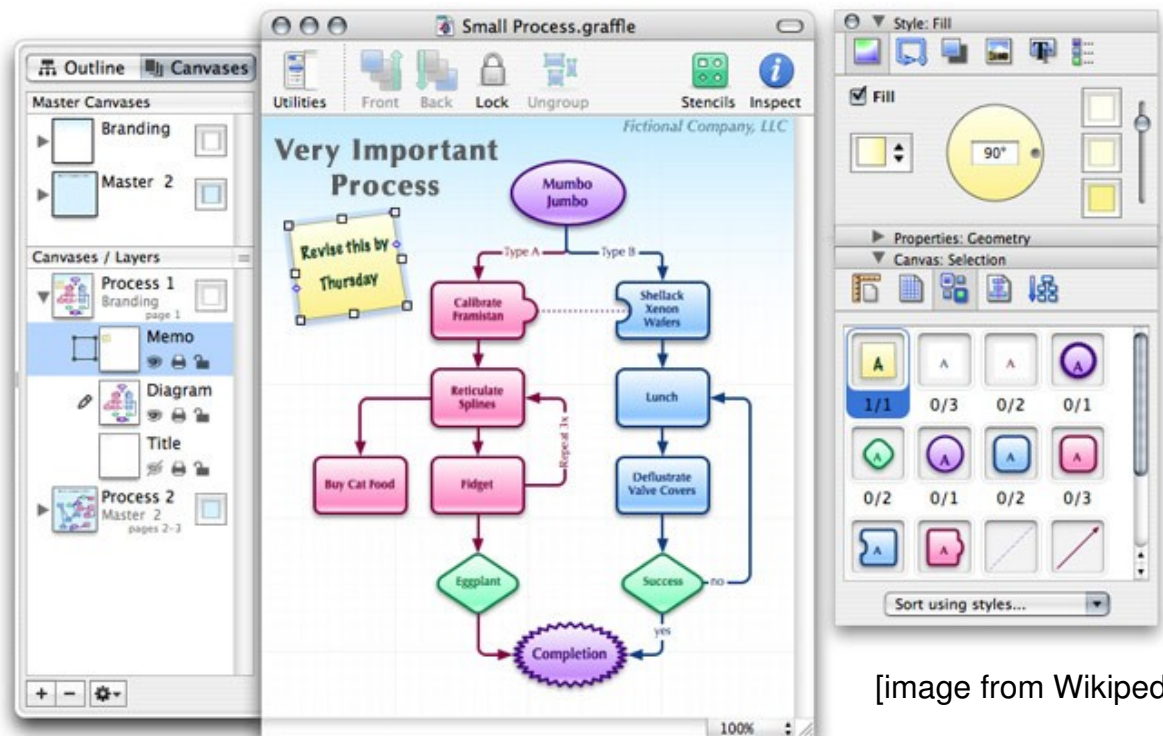 Outline Canvases
Master Canvases
Branding
Master 2
Canvases / Layers
Process 1
Branding
page 1
Memo
Diagram
Title
Process 2
Master 2
pages 2-3
Small Process.graffle
Utilities Front Back Lock Ungroup Stencils Inspect
Fictional Company, LLC
Very Important
Process
Revise this by
Thursday
Mumbo
Jumbo
Type A Type B
Calibrate
Framistan
Shellack
Xenon
Wafers
Reticulate
Splines
Lunch
Repeat 3x
Buy Cat Food
Fidget
Deflustrate
Valve Covers
Eggplant
Success
no
yes
Completion
100%
Style: Fill
Fill
90°
Properties: Geometry
Canvas: Selection
A A A A
1/1 0/3 0/2 0/1
A A A A
0/2 0/1 0/2 0/3
A A
Sort using styles...
[image from Wikiped